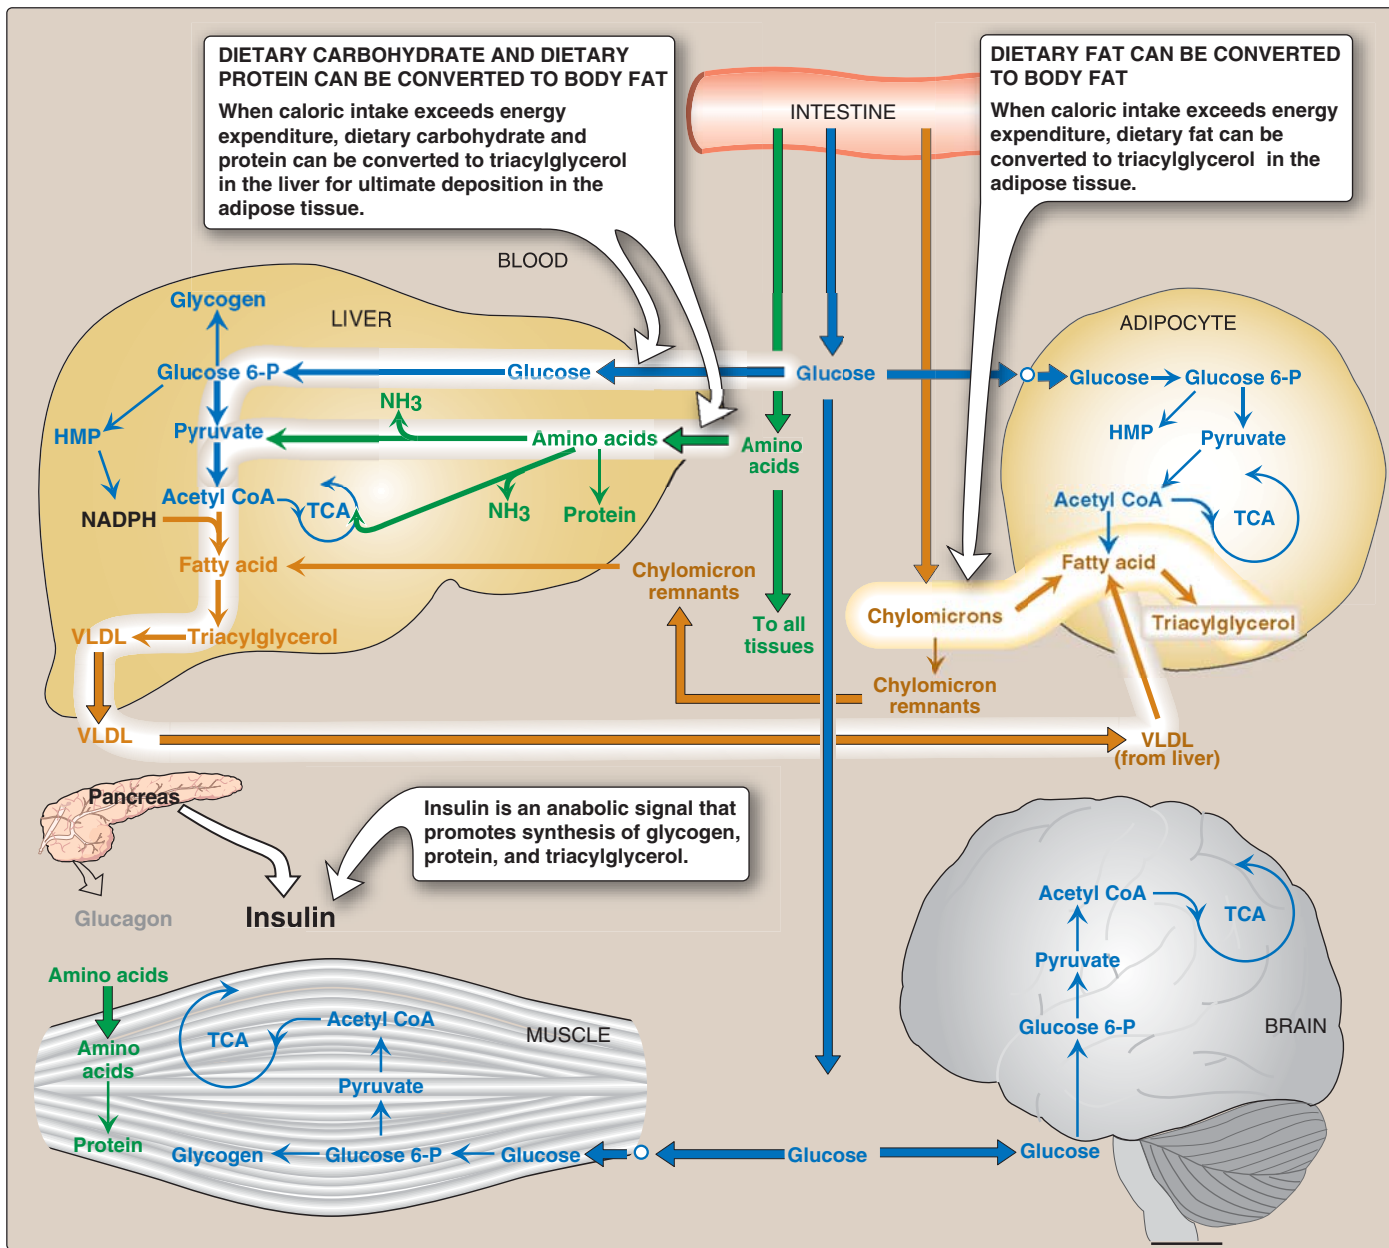 DIETARY CARBOHYDRATE AND DIETARY
PROTEIN CAN BE CONVERTED TO BODY FAT
When caloric intake exceeds energy
expenditure, dietary carbohydrate and
protein can be converted to triacylglycerol
in the liver for ultimate deposition in the
adipose tissue.
INTESTINE
DIETARY FAT CAN BE CONVERTED
TO BODY FAT
When caloric intake exceeds energy
expenditure, dietary fat can be
converted to triacylglycerol in the
adipose tissue.
BLOOD
LIVER
Glycogen
Glucose 6-P
Glucose
Glucose
HMP
Pyruvate
NH3
Amino acids
Amino
acids
NADPH
Acetyl CoA
TCA
NH3
Protein
Fatty acid
Chylomicron
remnants
To all
tissues
VLDL
Triacylglycerol
VLDL
ADIPOCYTE
Glucose
Glucose 6-P
HMP
Pyruvate
Acetyl CoA
TCA
Fatty acid
Chylomicrons
Triacylglycerol
Chylomicron
remnants
VLDL
(from liver)
Pancreas
Insulin is an anabolic signal that
promotes synthesis of glycogen,
protein, and triacylglycerol.
Glucagon
Insulin
Amino acids
Amino
acids
Protein
TCA
Acetyl CoA
MUSCLE
Pyruvate
Glycogen
Glucose 6-P
Glucose
Glucose
Acetyl CoA
TCA
Pyruvate
Glucose 6-P
BRAIN
Glucose